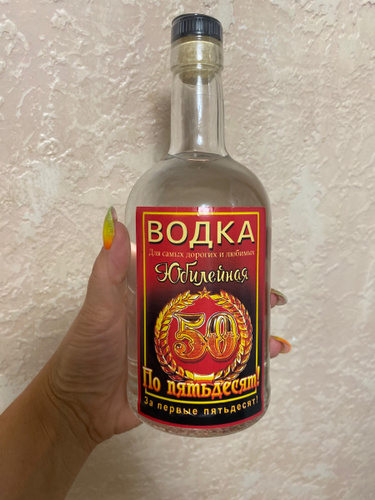 ВОДКА
Для самых дорогих и любимых
Юбилейная
50
По пятьдесят!
За первые пятьдесят!